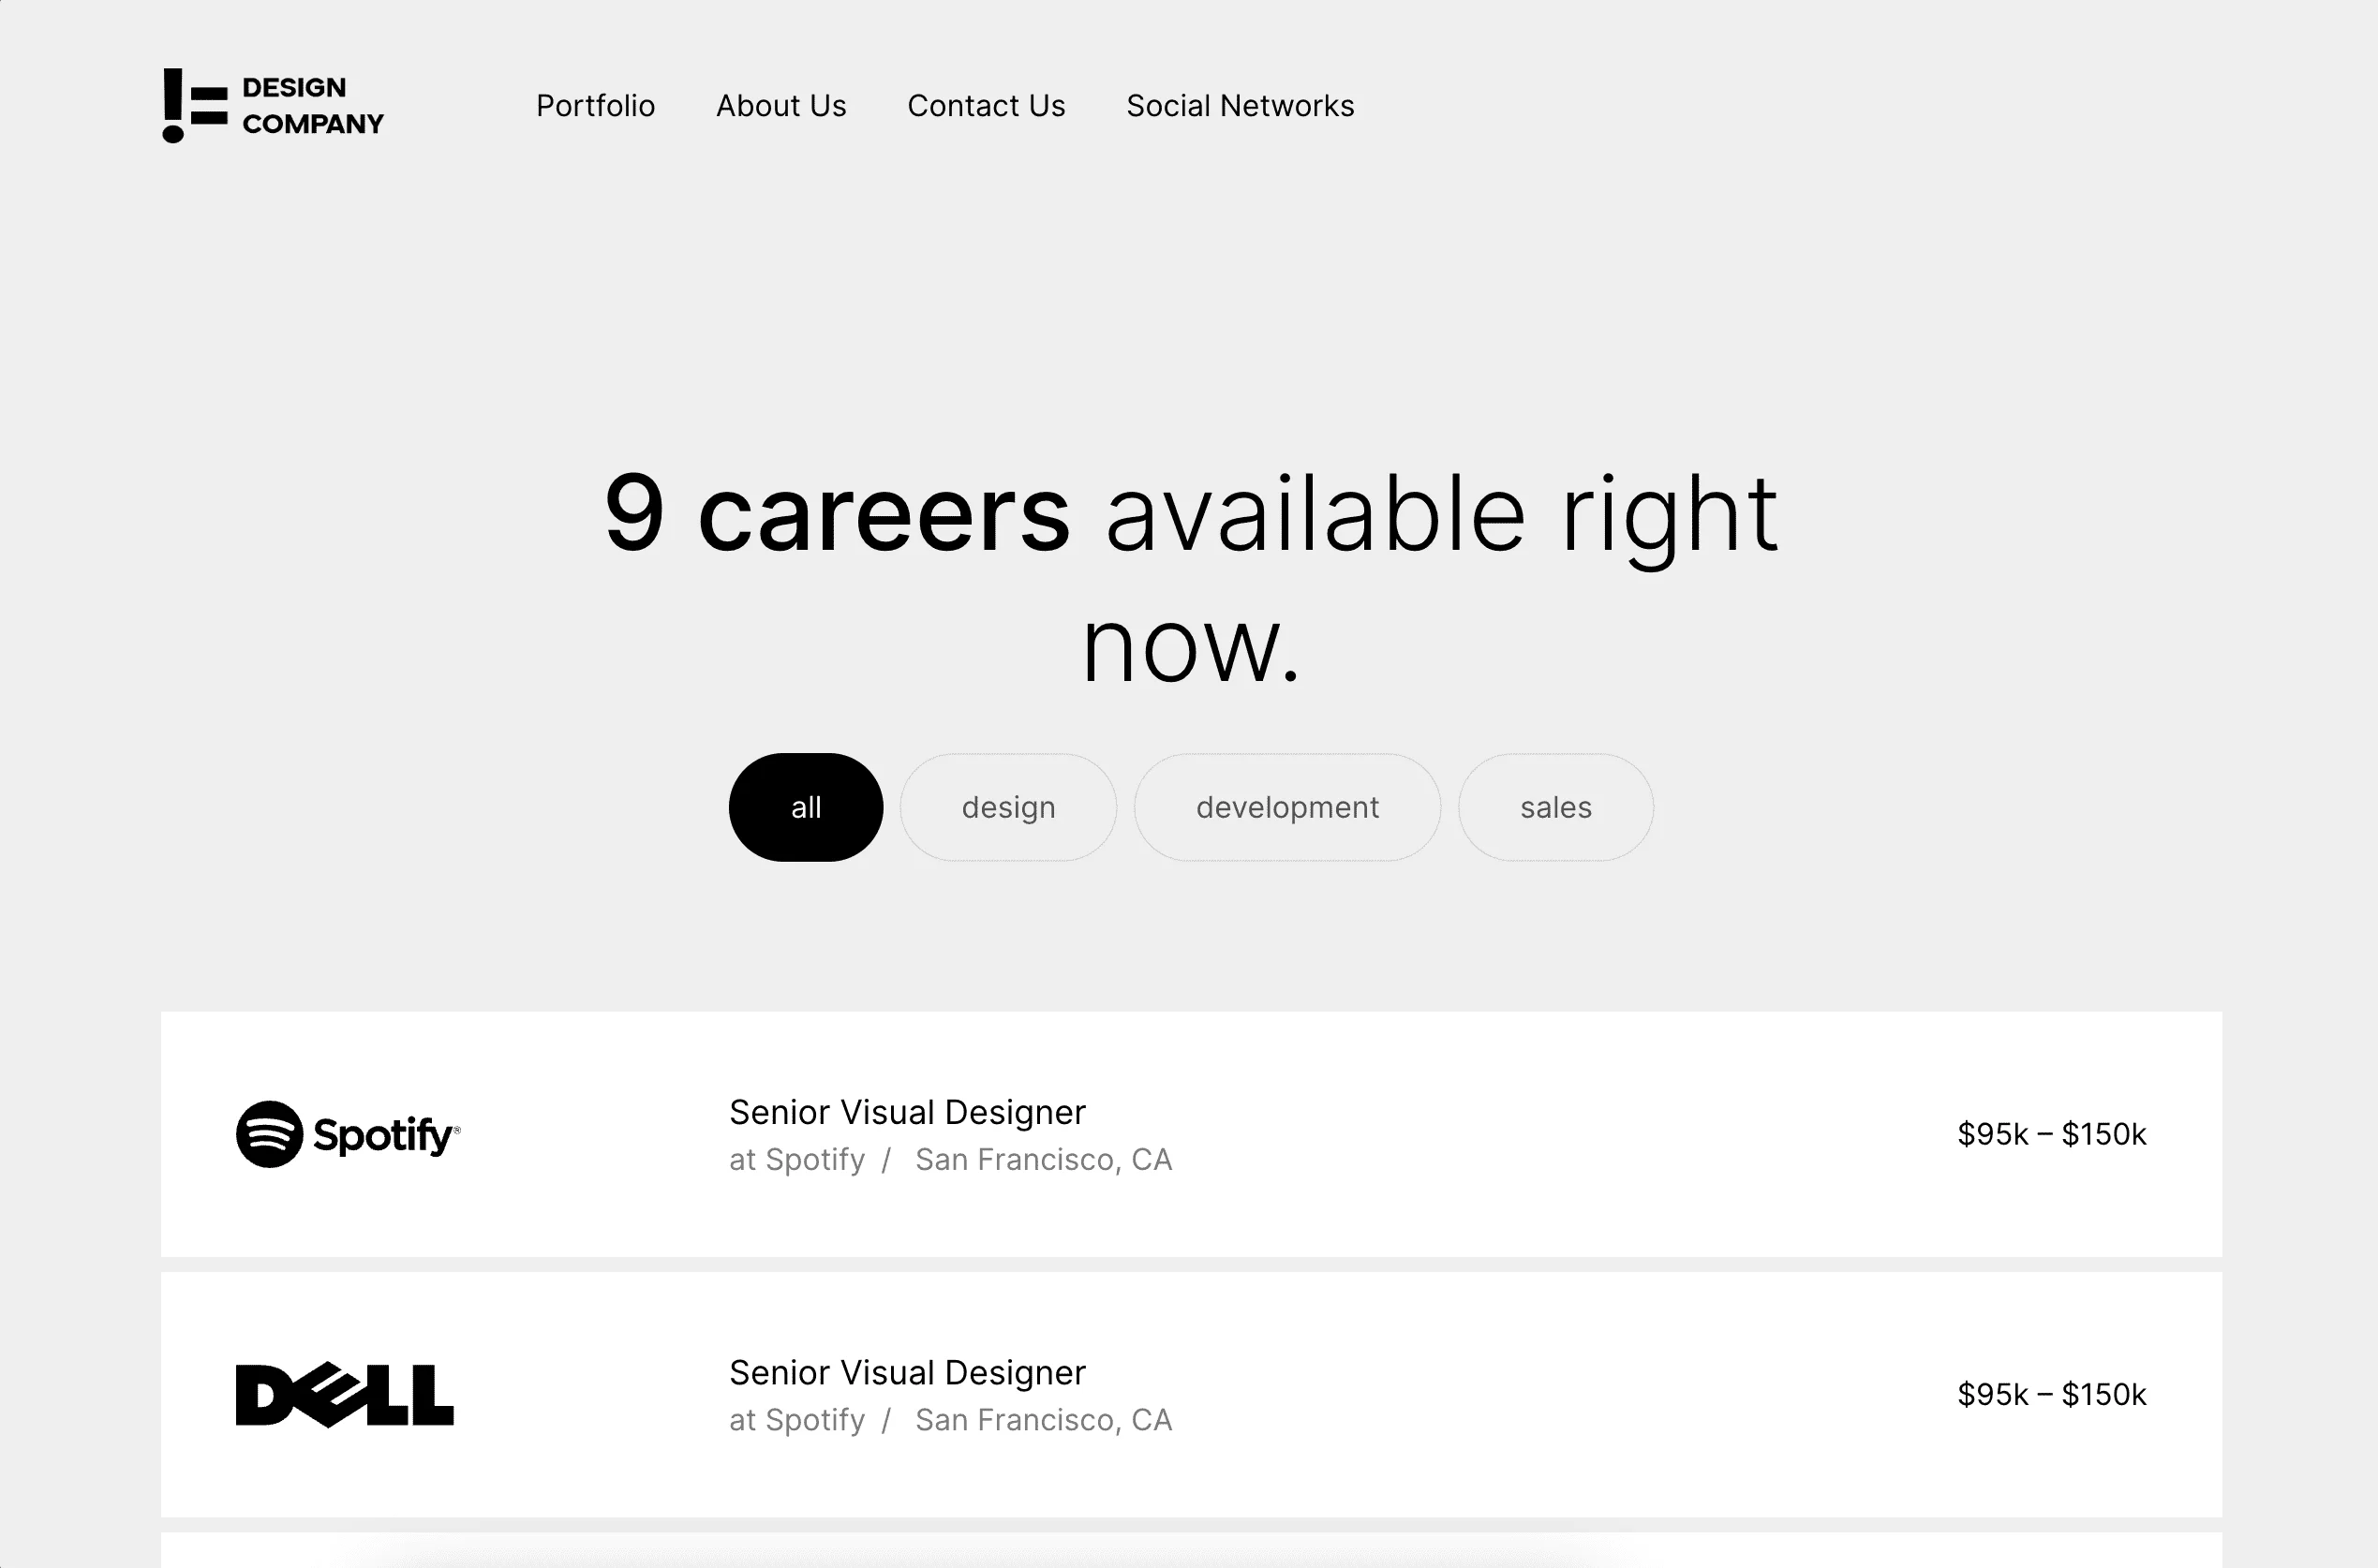 DESIGN
COMPANY
Portfolio About Us Contact Us Social Networks
9 careers available right
now.
all design development sales
Spotify®
Senior Visual Designer
at Spotify / San Francisco, CA
$95k – $150k
DELL
Senior Visual Designer
at Spotify / San Francisco, CA
$95k – $150k